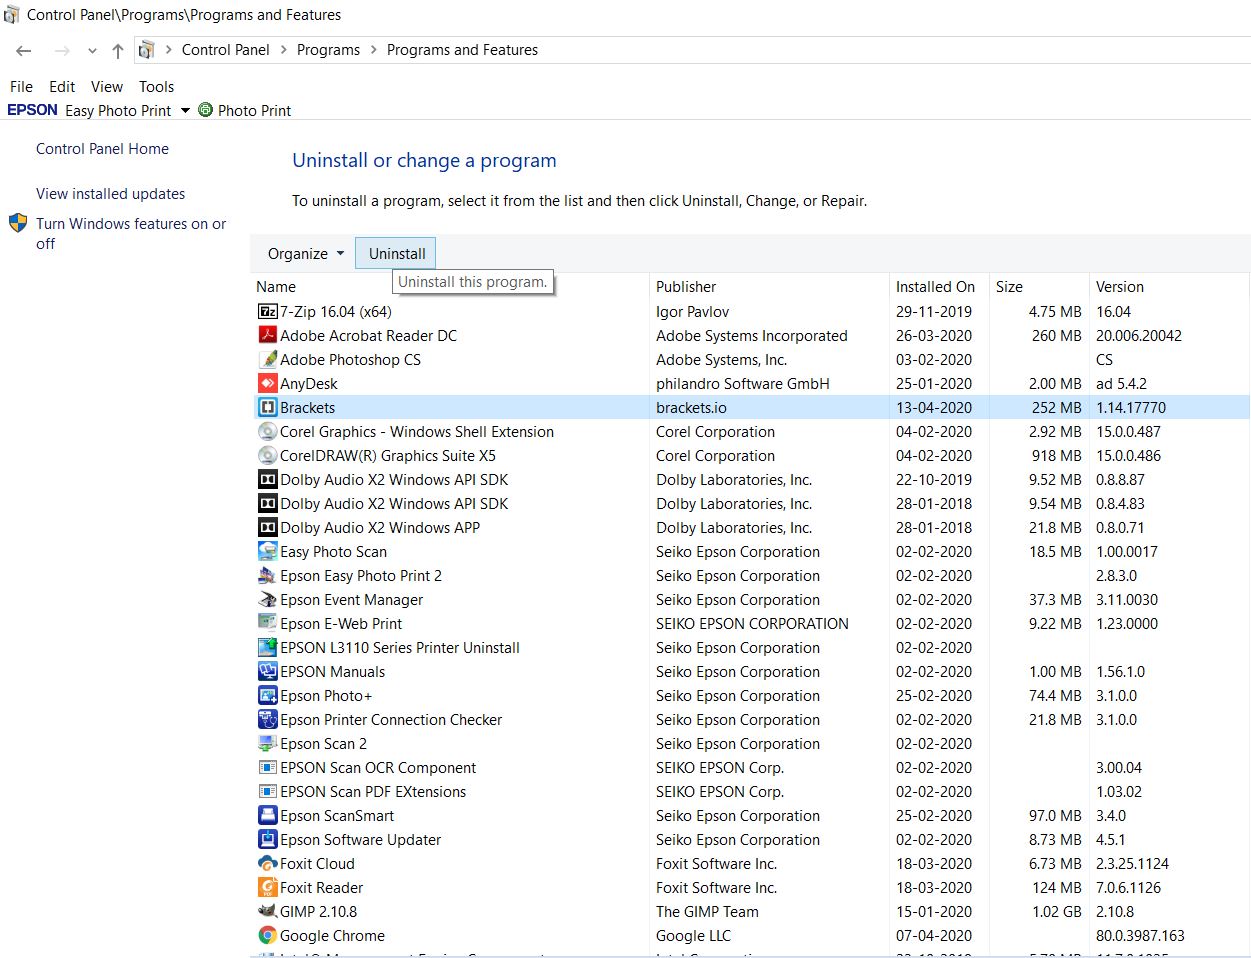 Control Panel\Programs\Programs and Features
Control Panel > Programs > Programs and Features
File Edit View Tools
EPSON Easy Photo Print Photo Print
Control Panel Home
View installed updates
Turn Windows features on or
off
Uninstall or change a program
To uninstall a program, select it from the list and then click Uninstall, Change, or Repair.
Organize Uninstall
Uninstall this program.
Name Publisher Installed On Size Version
7z 7-Zip 16.04 (x64) Igor Pavlov 29-11-2019 4.75 MB 16.04
Adobe Acrobat Reader DC Adobe Systems Incorporated 26-03-2020 260 MB 20.006.20042
Adobe Photoshop CS Adobe Systems, Inc. 03-02-2020 CS
AnyDesk philandro Software GmbH 25-01-2020 2.00 MB ad 5.4.2
Brackets brackets.io 13-04-2020 252 MB 1.14.17770
Corel Graphics - Windows Shell Extension Corel Corporation 04-02-2020 2.92 MB 15.0.0.487
CorelDRAW(R) Graphics Suite X5 Corel Corporation 04-02-2020 918 MB 15.0.0.486
Dolby Audio X2 Windows API SDK Dolby Laboratories, Inc. 22-10-2019 9.52 MB 0.8.8.87
Dolby Audio X2 Windows API SDK Dolby Laboratories, Inc. 28-01-2018 9.54 MB 0.8.4.83
Dolby Audio X2 Windows APP Dolby Laboratories, Inc. 28-01-2018 21.8 MB 0.8.0.71
Easy Photo Scan Seiko Epson Corporation 02-02-2020 18.5 MB 1.00.0017
Epson Easy Photo Print 2 Seiko Epson Corporation 02-02-2020 2.8.3.0
Epson Event Manager Seiko Epson Corporation 02-02-2020 37.3 MB 3.11.0030
Epson E-Web Print SEIKO EPSON CORPORATION 02-02-2020 9.22 MB 1.23.0000
EPSON L3110 Series Printer Uninstall Seiko Epson Corporation 02-02-2020
EPSON Manuals Seiko Epson Corporation 02-02-2020 1.00 MB 1.56.1.0
Epson Photo+ Seiko Epson Corporation 25-02-2020 74.4 MB 3.1.0.0
Epson Printer Connection Checker Seiko Epson Corporation 02-02-2020 21.8 MB 3.1.0.0
Epson Scan 2 Seiko Epson Corporation 02-02-2020
EPSON Scan OCR Component SEIKO EPSON Corp. 02-02-2020 3.00.04
EPSON Scan PDF EXtensions SEIKO EPSON Corp. 02-02-2020 1.03.02
Epson ScanSmart Seiko Epson Corporation 25-02-2020 97.0 MB 3.4.0
Epson Software Updater Seiko Epson Corporation 02-02-2020 8.73 MB 4.5.1
Foxit Cloud Foxit Software Inc. 18-03-2020 6.73 MB 2.3.25.1124
Foxit Reader Foxit Software Inc. 18-03-2020 124 MB 7.0.6.1126
GIMP 2.10.8 The GIMP Team 15-01-2020 1.02 GB 2.10.8
Google Chrome Google LLC 07-04-2020 80.0.3987.163